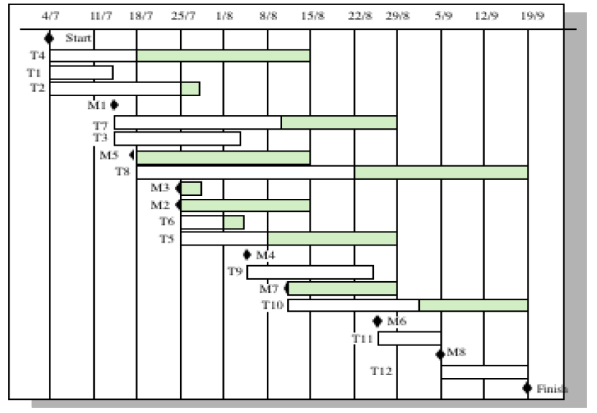 4/7 11/7 18/7 25/7 1/8 8/8 15/8 22/8 29/8 5/9 12/9 19/9
Start
T4
T1
T2
M1
T7
T3
M5
T8
M3
M2
T6
T5
M4
T9
M7
T10
M6
T11
M8
T12
Finish